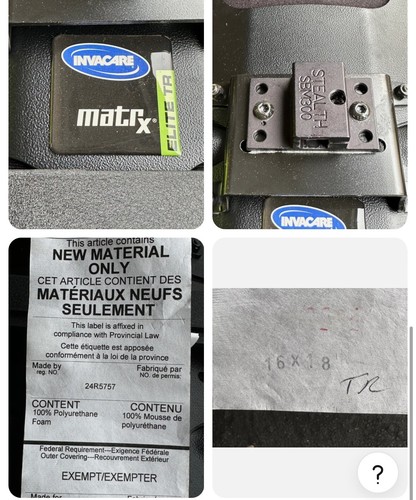 INVACARE
matrx®
ELITE TR
STEALTH
SEV300
INVACARE
This article contains
NEW MATERIAL
ONLY
CET ARTICLE CONTIENT DES
MATÉRIAUX NEUFS
SEULEMENT
This label is affixed in
compliance with Provincial Law
Cette étiquette est apposée
conformément à la loi de la province
Made by Fabriqué par
REG. NO. NO. de permis:
24R5757
CONTENT CONTENU
100% Polyurethane 100% Mousse de
Foam polyuréthane
Federal Requirement—Exigence Fédérale
Outer Covering—Recouvrement Extérieur
EXEMPT/EXEMPTER
Made for
16 X 18
TR
?